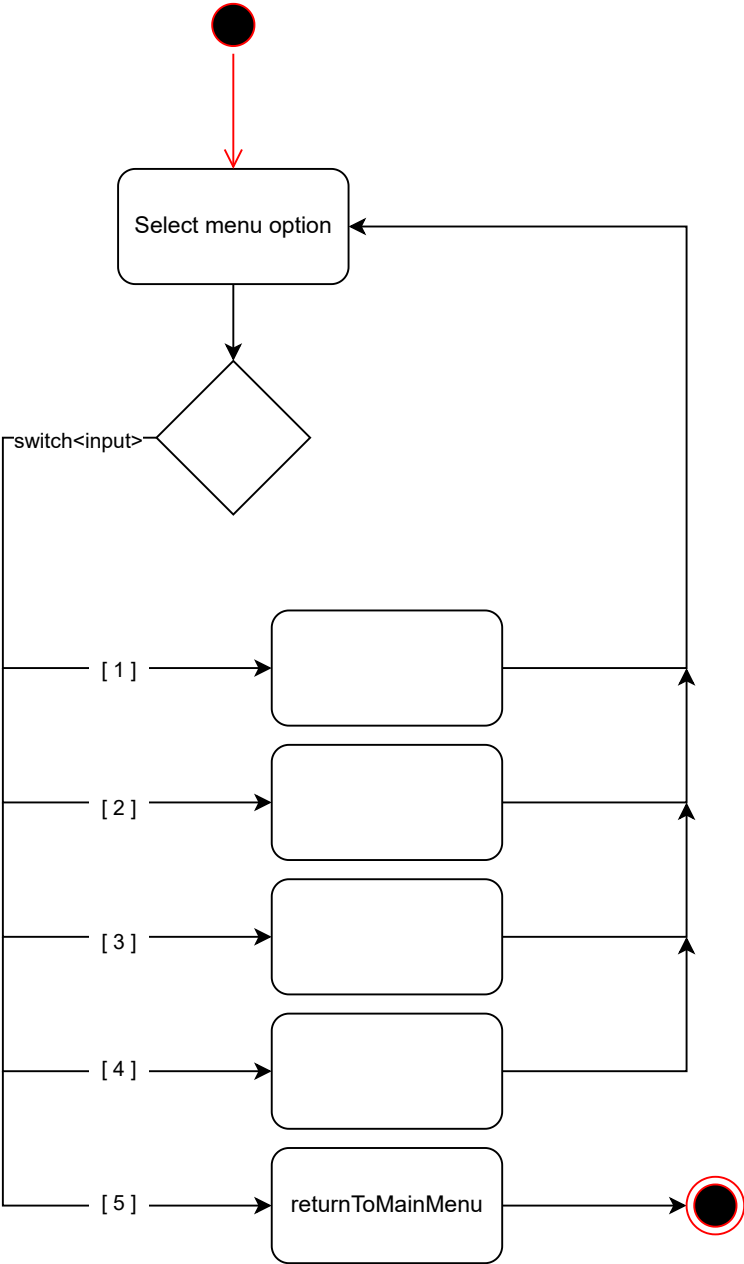 Select menu option
switch<input>
[ 1 ]
[ 2 ]
[ 3 ]
[ 4 ]
[ 5 ]
returnToMainMenu